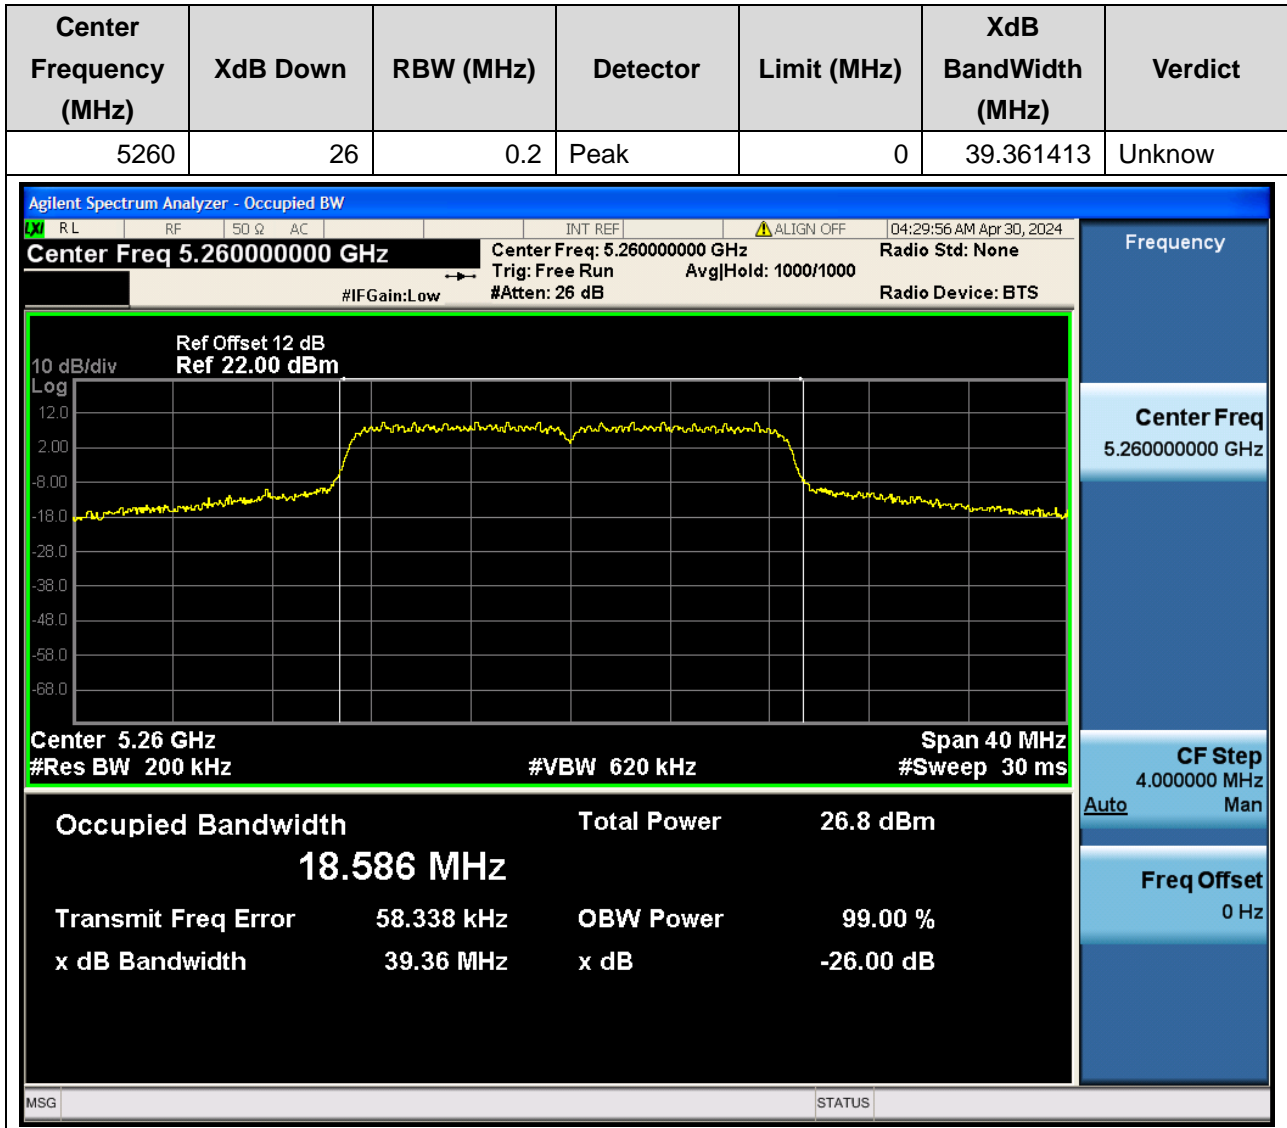 Center Frequency (MHz) XdB Down RBW (MHz) Detector Limit (MHz) XdB BandWidth (MHz) Verdict
5260 26 0.2 Peak 0 39.361413 Unknow
Agilent Spectrum Analyzer - Occupied BW
LXI RL RF 50 Ω AC INT REF ALIGN OFF 04:29:56 AM Apr 30, 2024
Center Freq 5.260000000 GHz Center Freq: 5.260000000 GHz Radio Std: None
Trig: Free Run Avg|Hold: 1000/1000
#IFGain:Low #Atten: 26 dB Radio Device: BTS
Frequency
Ref Offset 12 dB
10 dB/div Ref 22.00 dBm
Log
12.0
2.00
-8.00
-18.0
-28.0
-38.0
-48.0
-58.0
-68.0
Center 5.26 GHz Span 40 MHz
#Res BW 200 kHz #VBW 620 kHz #Sweep 30 ms
Occupied Bandwidth Total Power 26.8 dBm
18.586 MHz
Transmit Freq Error 58.338 kHz OBW Power 99.00 %
x dB Bandwidth 39.36 MHz x dB -26.00 dB
Center Freq
5.260000000 GHz
CF Step
4.000000 MHz
Auto Man
Freq Offset
0 Hz
MSG STATUS